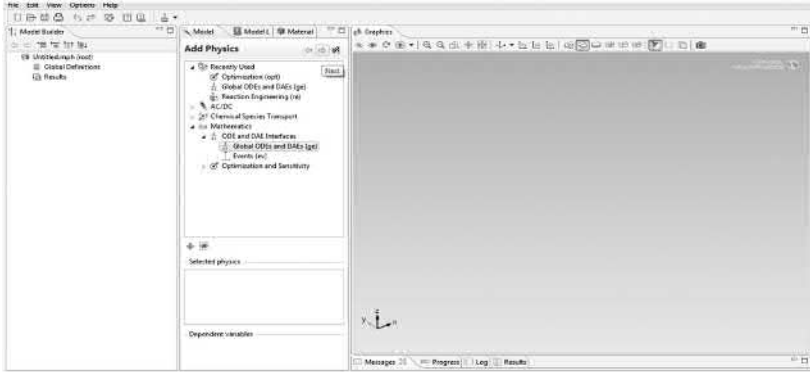 File Edit View Options Help
Model Builder
Untitled.mph (root)
Global Definitions
Results
Model
Model L
Material
Add Physics
Next
Recently Used
Optimization (opt)
Global ODEs and DAEs (ge)
Reaction Engineering (re)
AC/DC
Chemical Species Transport
Mathematics
ODE and DAE Interfaces
Global ODEs and DAEs (ge)
Events (ev)
Optimization and Sensitivity
Selected physics
Dependent variables
Graphics
z
y x
Messages Progress Log Results